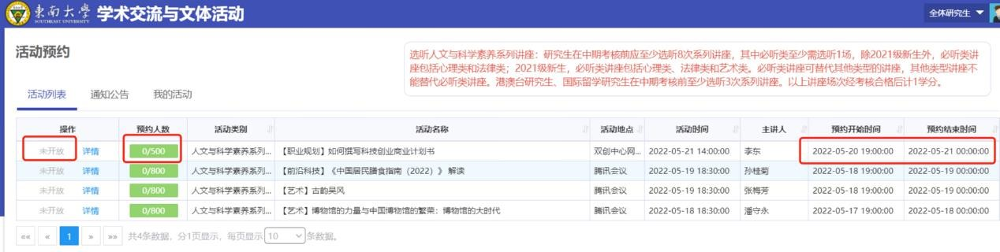 東南大學 学术交流与文体活动 全体研究生
SOUTHEAST UNIVERSITY
活动预约
选听人文与科学素养系列讲座：研究生在中期考核前应至少选听8次系列讲座，其中必听类至少需选听1场，除2021级新生外，必听类讲
座包括心理类和法律类；2021级新生，必听类讲座包括心理类、法律类和艺术类。必听类讲座可替代其他类型的讲座，其他类型讲座不
能替代必听类讲座。港澳台研究生、国际留学研究生在中期考核前至少选听3次系列讲座。以上讲座场次经考核合格后计1学分。
活动列表 通知公告 我的活动
操作 预约人数 活动类别 活动名称 活动地点 活动时间 主讲人 预约开始时间 预约结束时间
未开放 详情 0/500 人文与科学素养系列... 【职业规划】如何撰写科技创业商业计划书 双创中心网... 2022-05-21 14:00:00 李东 2022-05-20 19:00:00 2022-05-21 00:00:00
未开放 详情 0/800 人文与科学素养系列... 【前沿科技】《中国居民膳食指南（2022）》 解读 腾讯会议 2022-05-19 18:30:00 孙桂菊 2022-05-18 19:00:00 2022-05-19 00:00:00
未开放 详情 0/800 人文与科学素养系列... 【艺术】古韵吴风 腾讯会议 2022-05-19 18:30:00 张梅芳 2022-05-18 19:00:00 2022-05-19 00:00:00
未开放 详情 0/800 人文与科学素养系列... 【艺术】博物馆的力量与中国博物馆的繁荣：博物馆的大时代 腾讯会议 2022-05-18 18:30:00 潘守永 2022-05-17 19:00:00 2022-05-18 00:00:00
«« « 1 » »» 共4条数据，分1页显示，每页显示 10 条数据。